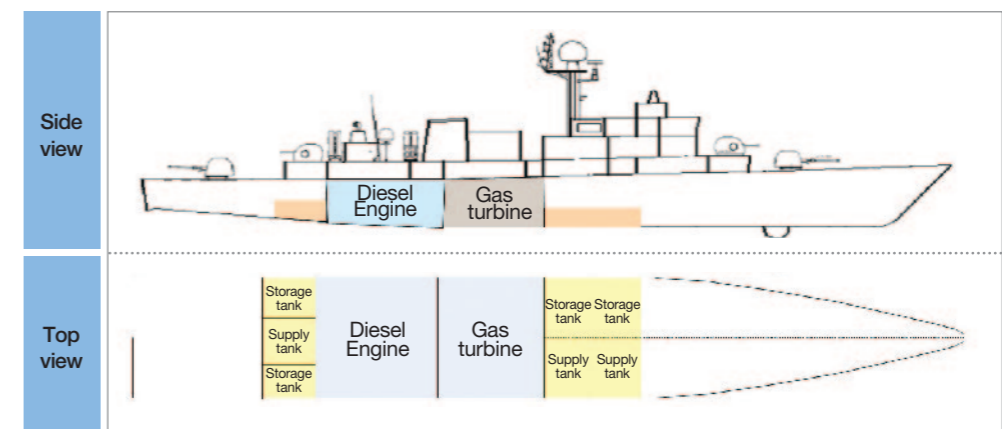 Side
view
Diesel
Engine
Gas
turbine
Top
view
Storage
tank
Supply
tank
Storage
tank
Diesel
Engine
Gas
turbine
Storage Storage
tank tank
Supply Supply
tank tank